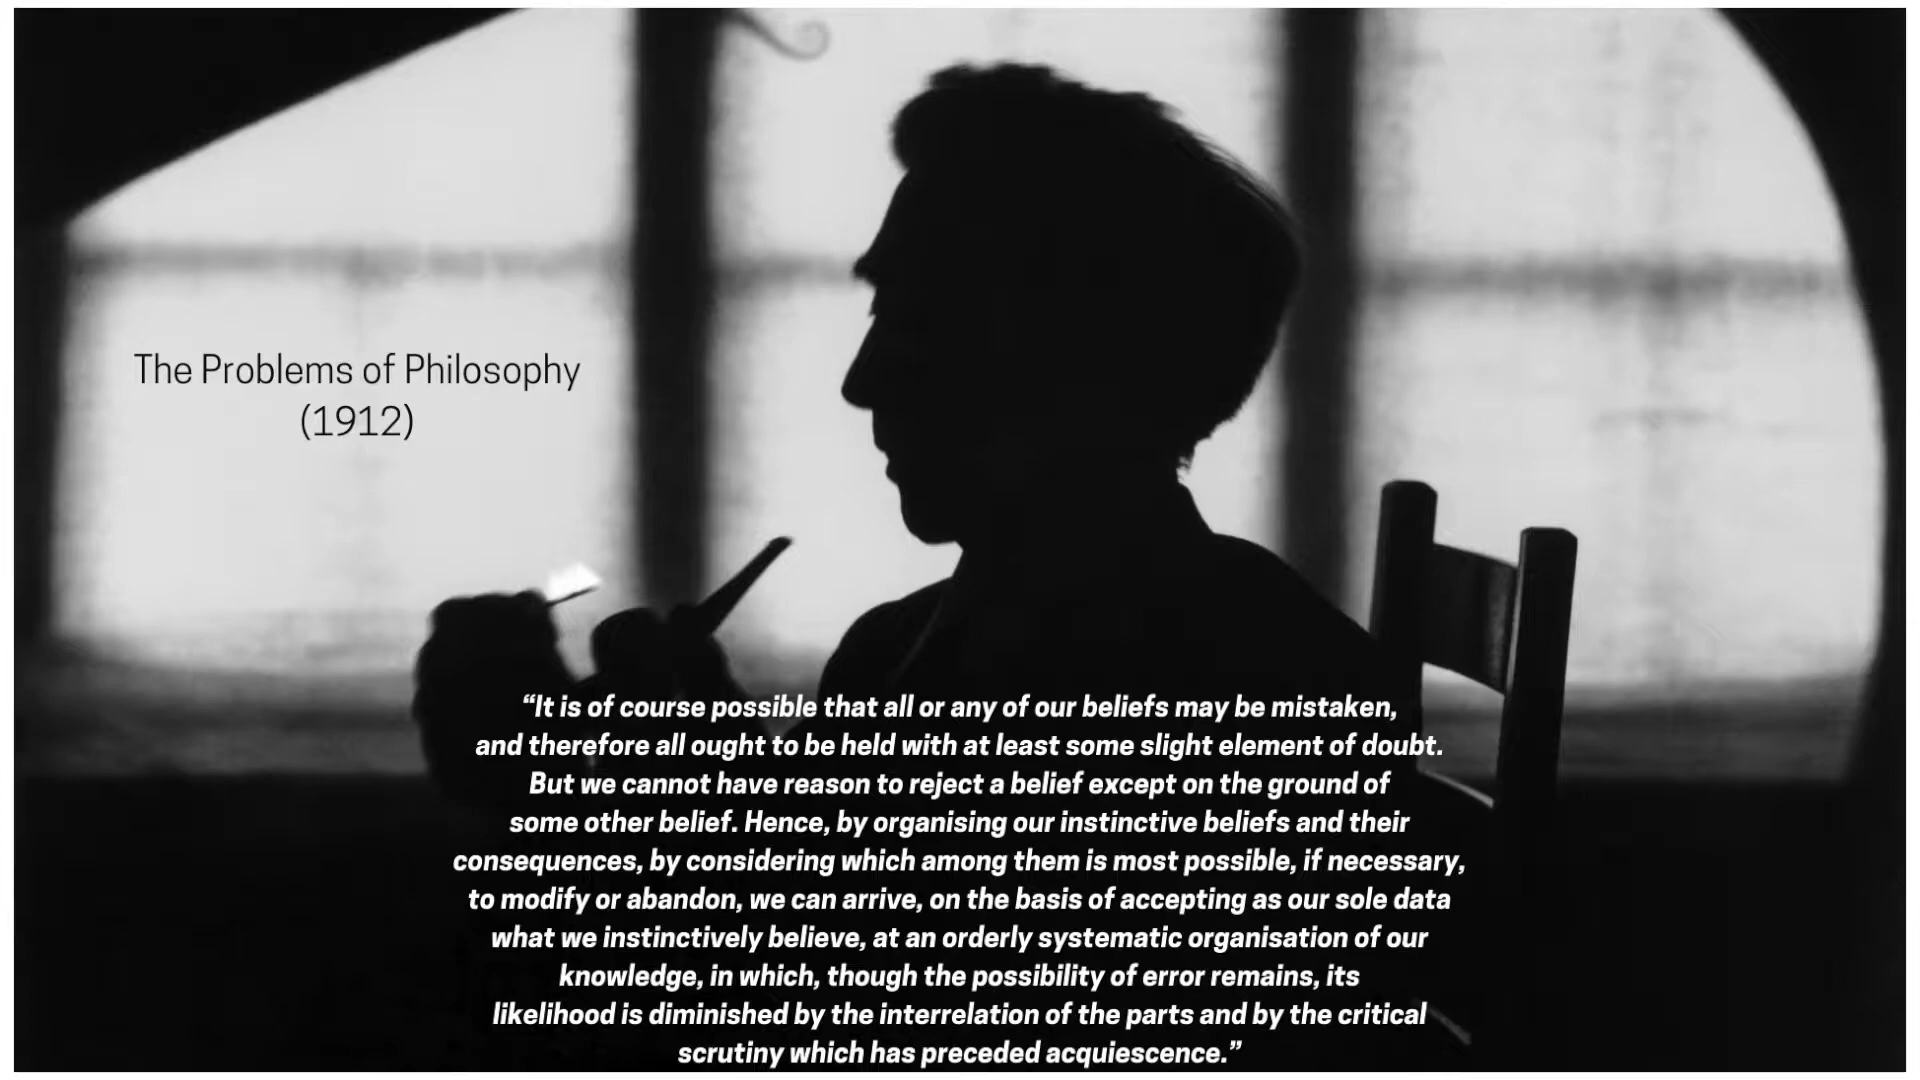 The Problems of Philosophy
(1912)
“It is of course possible that all or any of our beliefs may be mistaken,
and therefore all ought to be held with at least some slight element of doubt.
But we cannot have reason to reject a belief except on the ground of
some other belief. Hence, by organising our instinctive beliefs and their
consequences, by considering which among them is most possible, if necessary,
to modify or abandon, we can arrive, on the basis of accepting as our sole data
what we instinctively believe, at an orderly systematic organisation of our
knowledge, in which, though the possibility of error remains, its
likelihood is diminished by the interrelation of the parts and by the critical
scrutiny which has preceded acquiescence.”